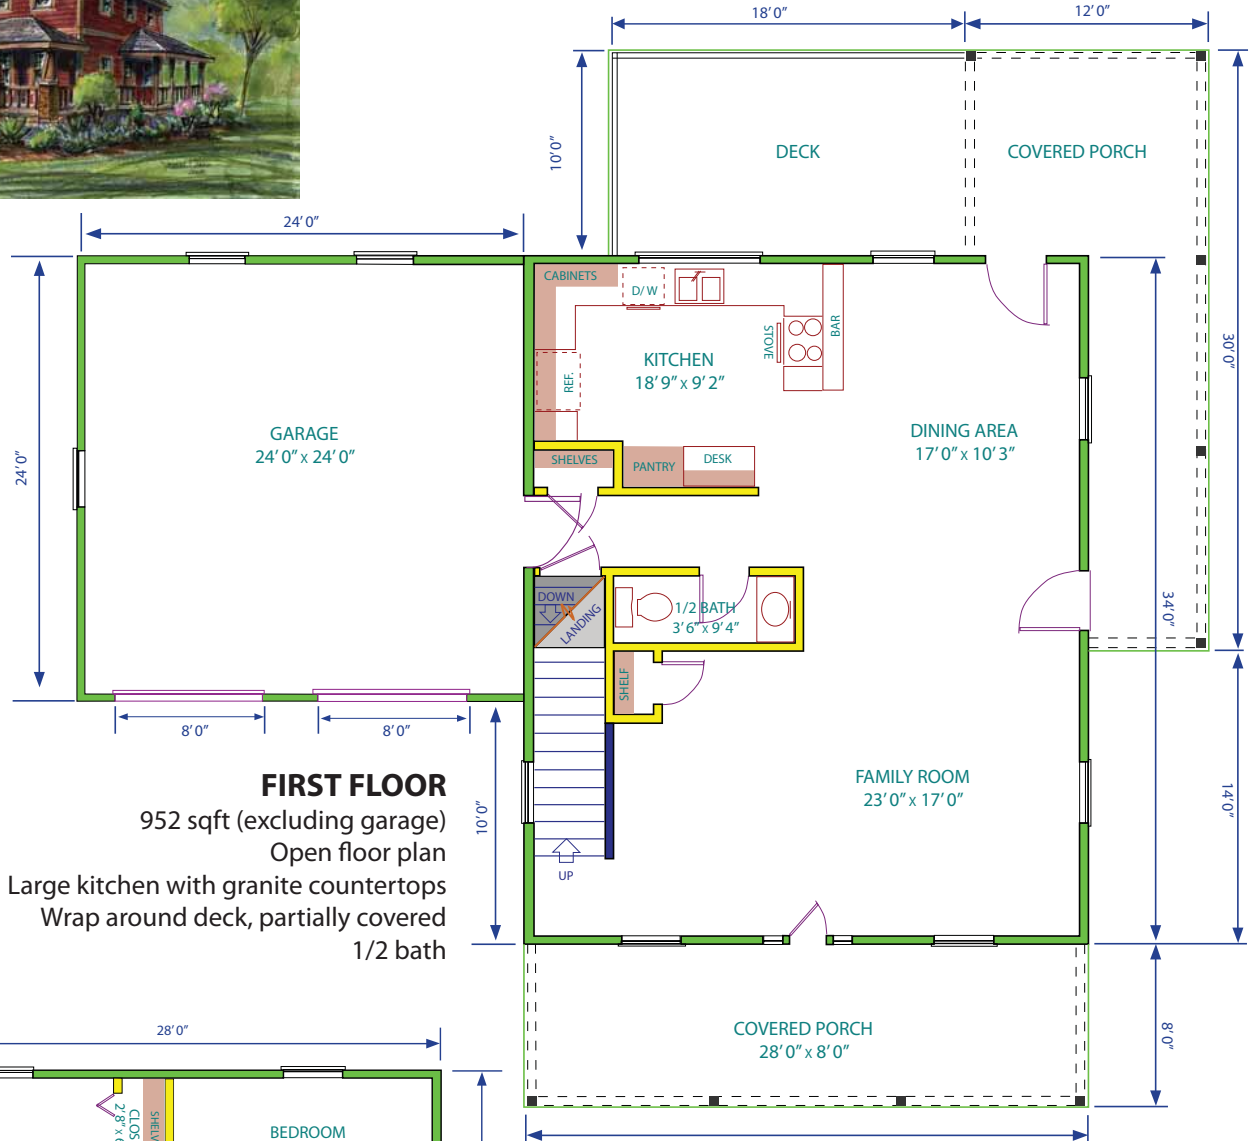 18'0"
12'0"
10'0"
DECK
COVERED PORCH
24'0"
CABINETS
D/W
STOVE
BAR
REF.
KITCHEN
18'9" x 9'2"
30'0"
GARAGE
24'0" x 24'0"
DINING AREA
17'0" x 10'3"
24'0"
SHELVES
PANTRY
DESK
DOWN
LANDING
1/2 BATH
3'6" x 9'4"
34'0"
SHELF
8'0"
8'0"
FIRST FLOOR
952 sqft (excluding garage)
Open floor plan
Large kitchen with granite countertops
Wrap around deck, partially covered
1/2 bath
10'0"
FAMILY ROOM
23'0" x 17'0"
14'0"
UP
COVERED PORCH
28'0" x 8'0"
8'0"
28'0"
BEDROOM